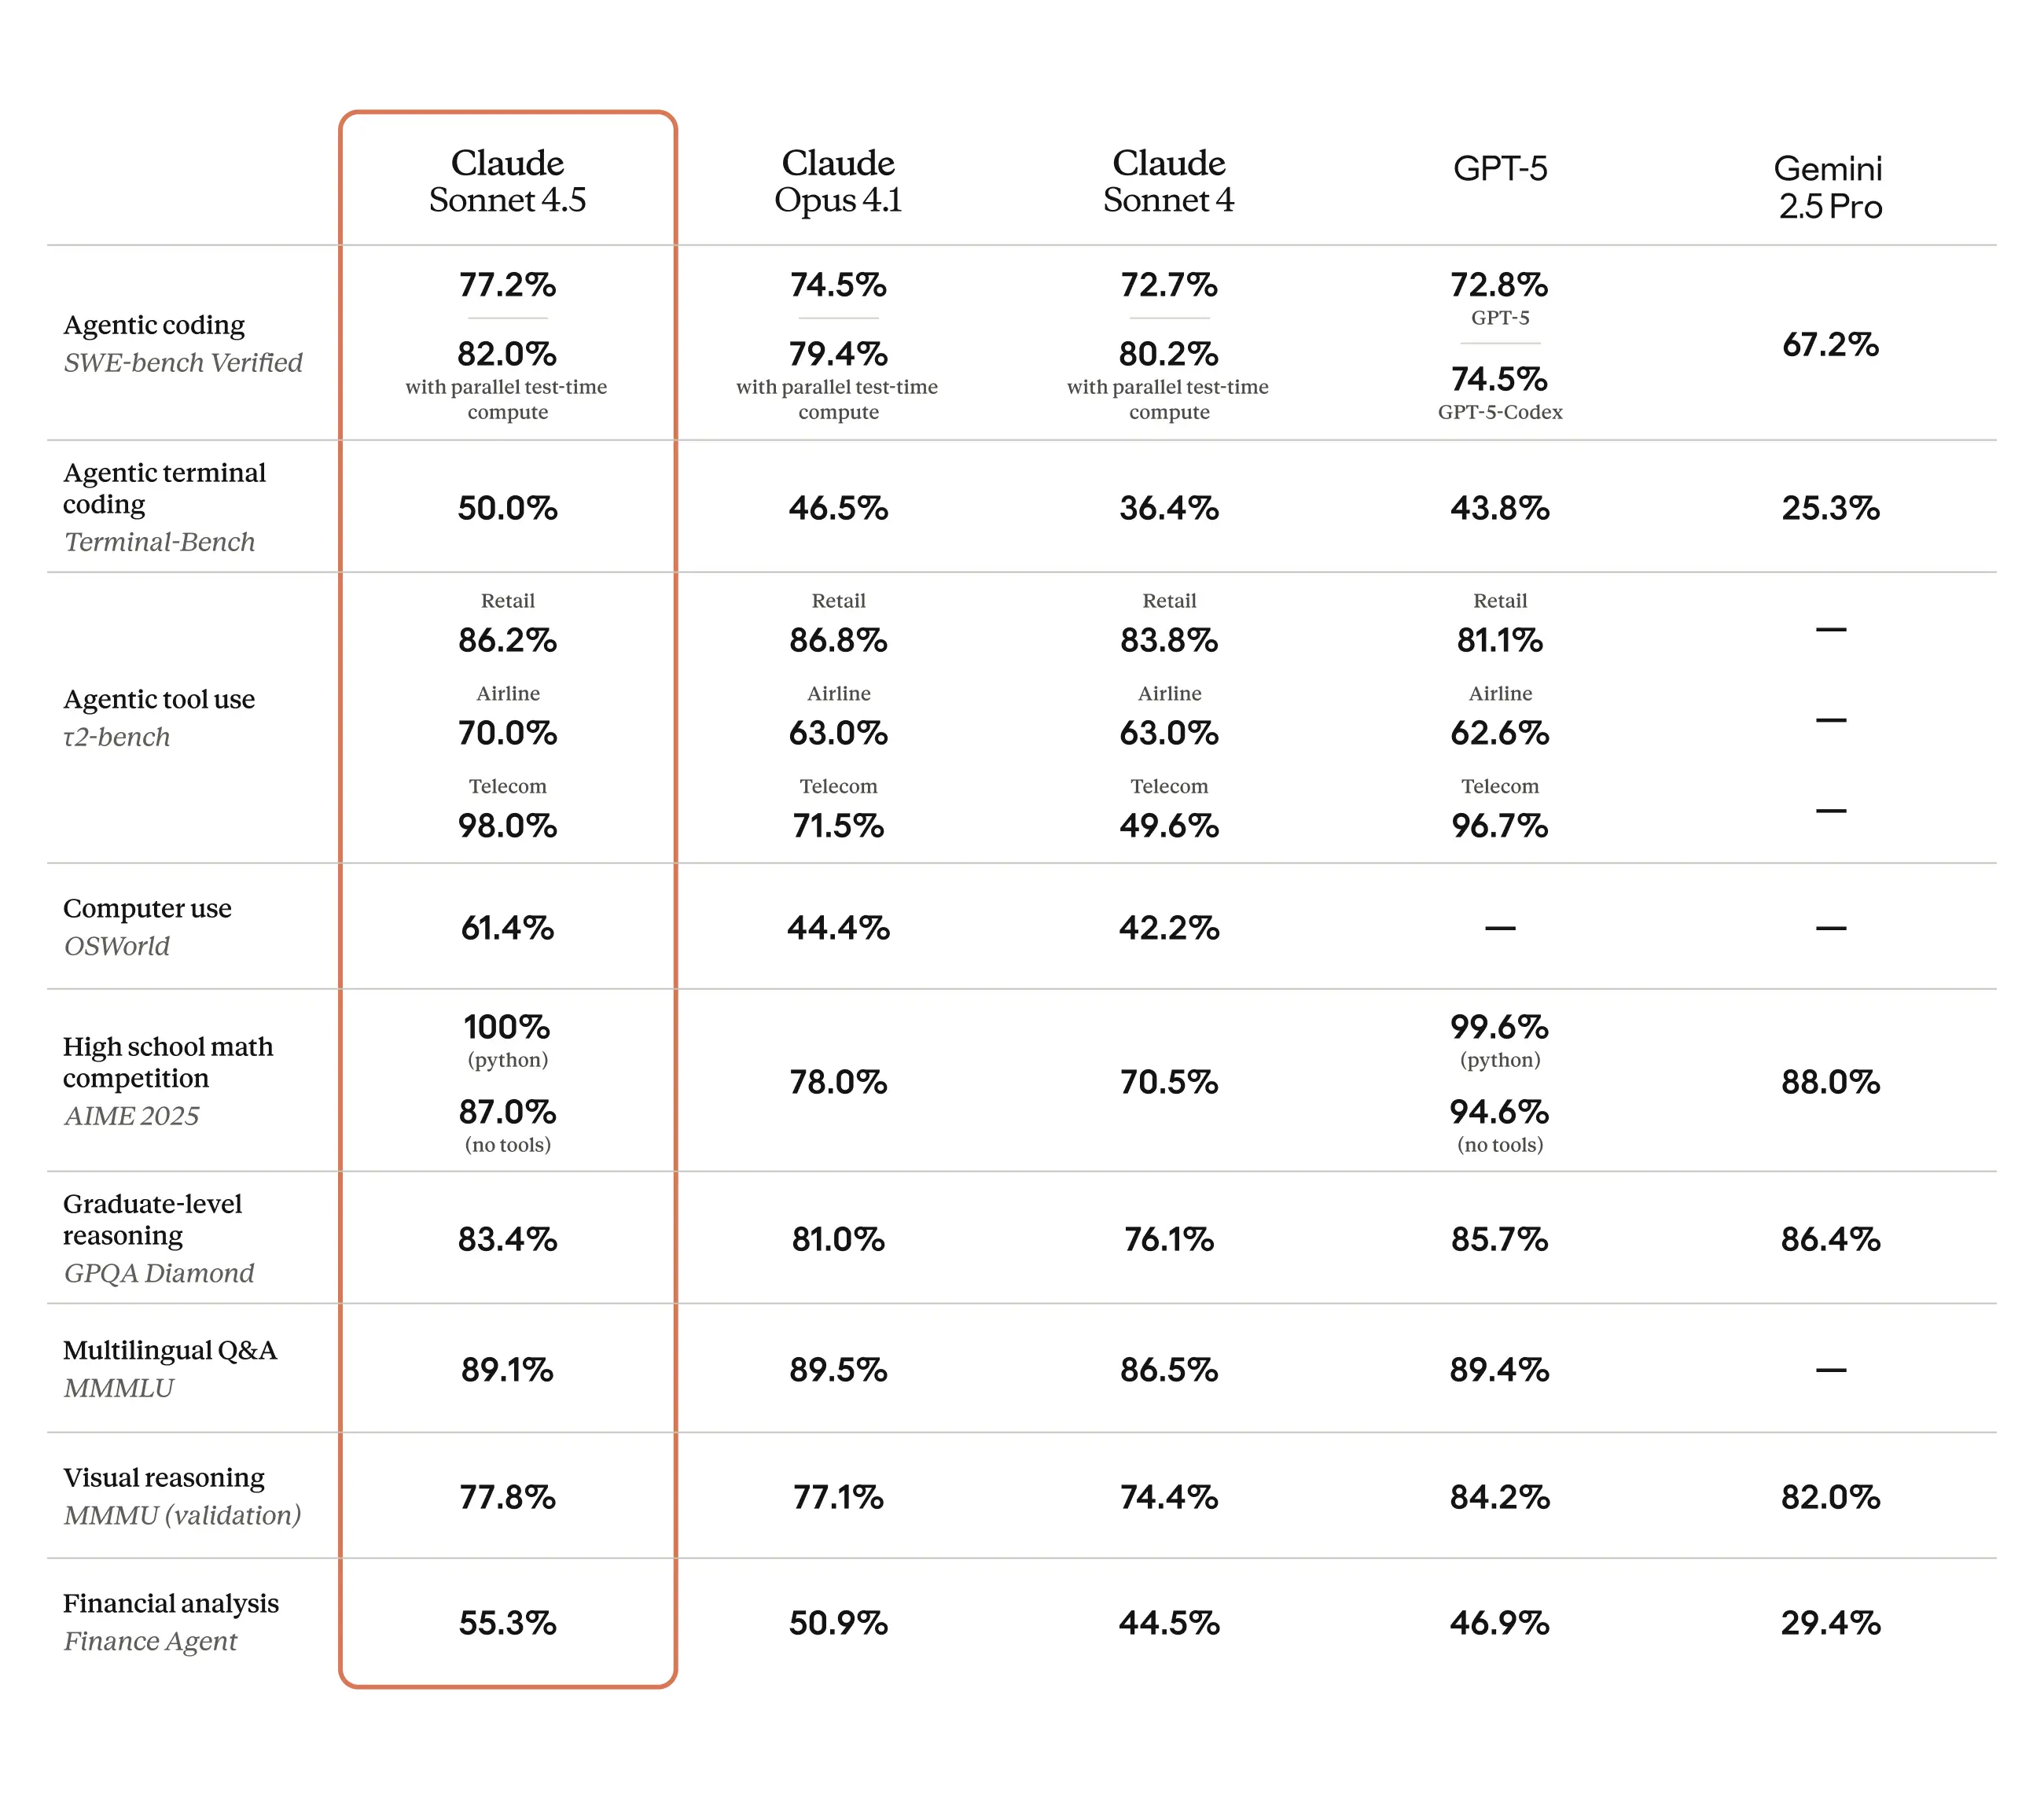 Claude
Sonnet 4.5
Claude
Opus 4.1
Claude
Sonnet 4
GPT-5
Gemini
2.5 Pro
Agentic coding
SWE-bench Verified
77.2%
82.0%
with parallel test-time
compute
74.5%
79.4%
with parallel test-time
compute
72.7%
80.2%
with parallel test-time
compute
72.8%
GPT-5
74.5%
GPT-5-Codex
67.2%
Agentic terminal
coding
Terminal-Bench
50.0%
46.5%
36.4%
43.8%
25.3%
Agentic tool use
τ2-bench
Retail
86.2%
Airline
70.0%
Telecom
98.0%
Retail
86.8%
Airline
63.0%
Telecom
71.5%
Retail
83.8%
Airline
63.0%
Telecom
49.6%
Retail
81.1%
Airline
62.6%
Telecom
96.7%
—
—
—
Computer use
OSWorld
61.4%
44.4%
42.2%
—
—
High school math
competition
AIME 2025
100%
(python)
87.0%
(no tools)
78.0%
70.5%
99.6%
(python)
94.6%
(no tools)
88.0%
Graduate-level
reasoning
GPQA Diamond
83.4%
81.0%
76.1%
85.7%
86.4%
Multilingual Q&A
MMMLU
89.1%
89.5%
86.5%
89.4%
—
Visual reasoning
MMMU (validation)
77.8%
77.1%
74.4%
84.2%
82.0%
Financial analysis
Finance Agent
55.3%
50.9%
44.5%
46.9%
29.4%